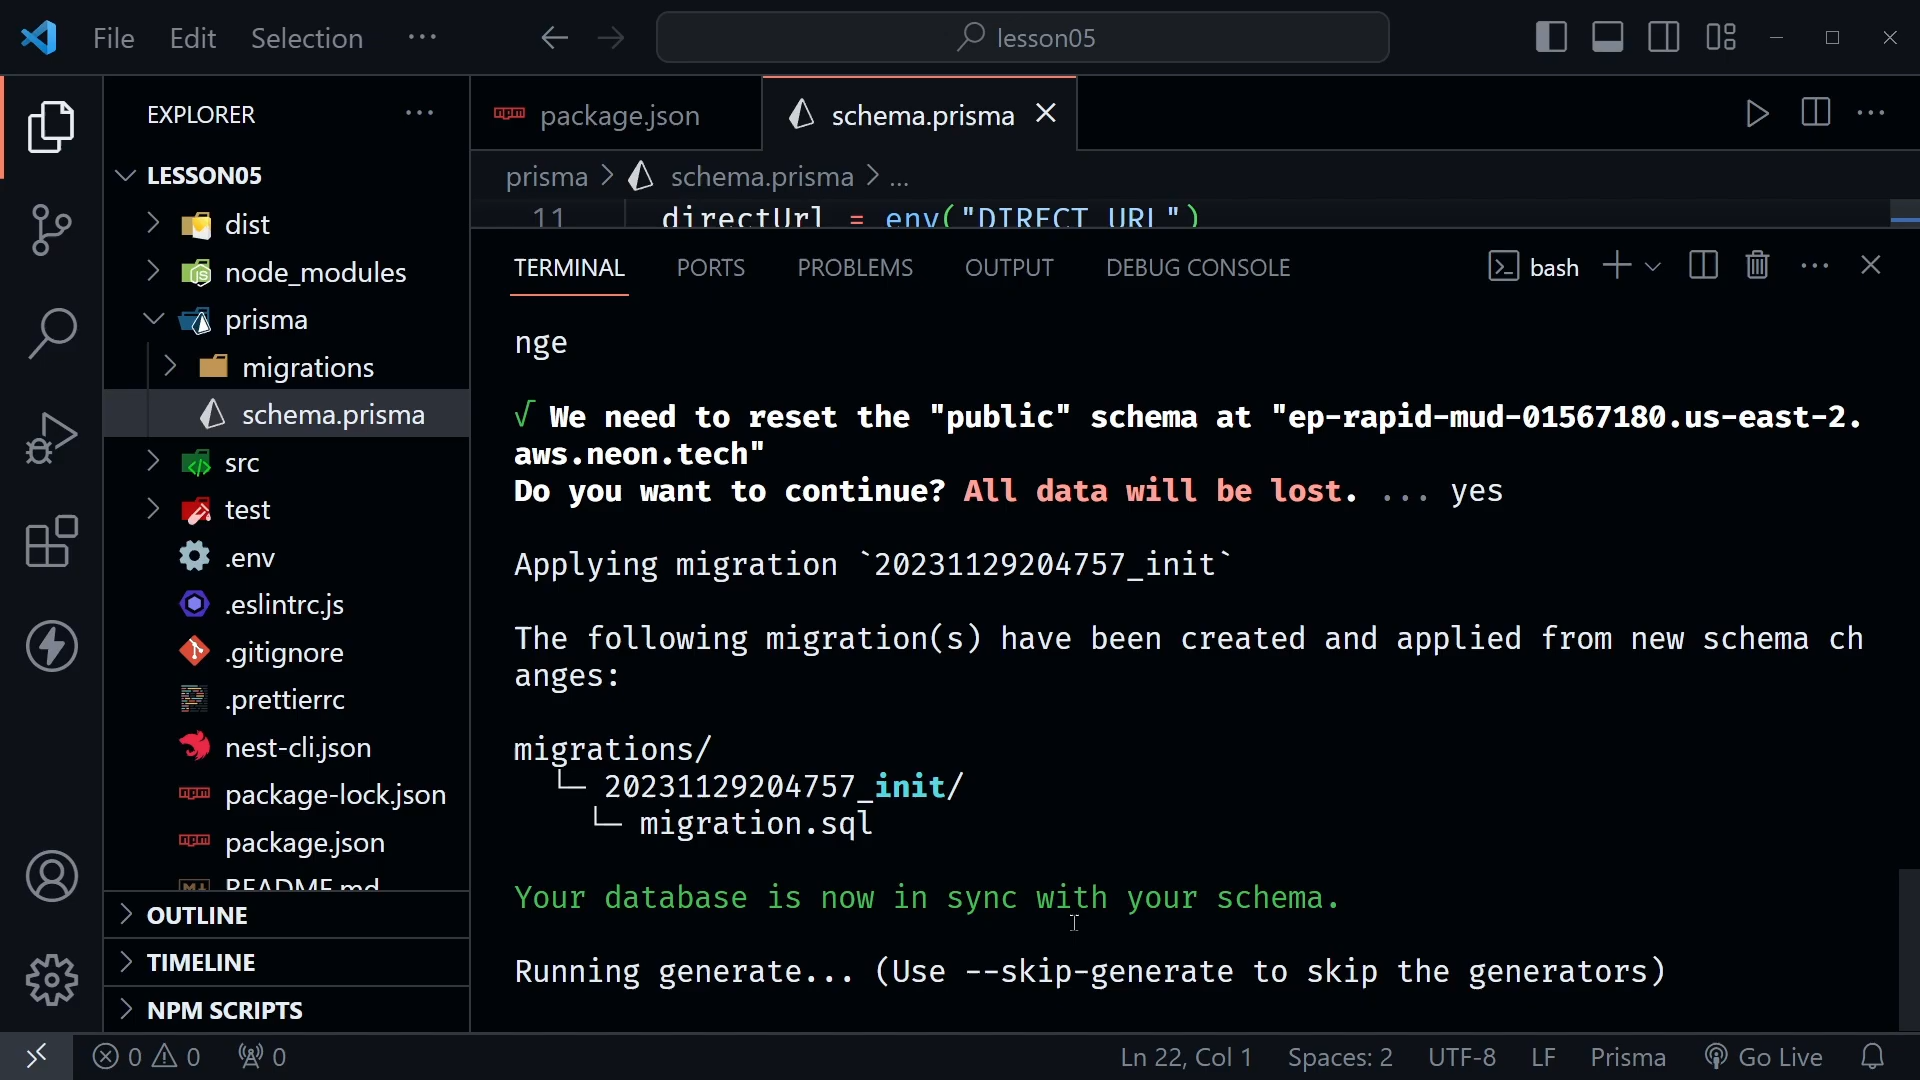 File Edit Selection ···
lesson05
EXPLORER
LESSON05
dist
node_modules
prisma
migrations
schema.prisma
src
test
.env
.eslintrc.js
.gitignore
.prettierrc
nest-cli.json
package-lock.json
package.json
README.md
OUTLINE
TIMELINE
NPM SCRIPTS
package.json
schema.prisma
prisma > schema.prisma > ...
11 directUrl = env("DIRECT_URL")
TERMINAL PORTS PROBLEMS OUTPUT DEBUG CONSOLE
bash
nge
√ We need to reset the "public" schema at "ep-rapid-mud-01567180.us-east-2.
aws.neon.tech"
Do you want to continue? All data will be lost. ... yes
Applying migration `20231129204757_init`
The following migration(s) have been created and applied from new schema ch
anges:
migrations/
└─ 20231129204757_init/
└─ migration.sql
Your database is now in sync with your schema.
Running generate... (Use --skip-generate to skip the generators)
0 0 0
Ln 22, Col 1 Spaces: 2 UTF-8 LF Prisma Go Live